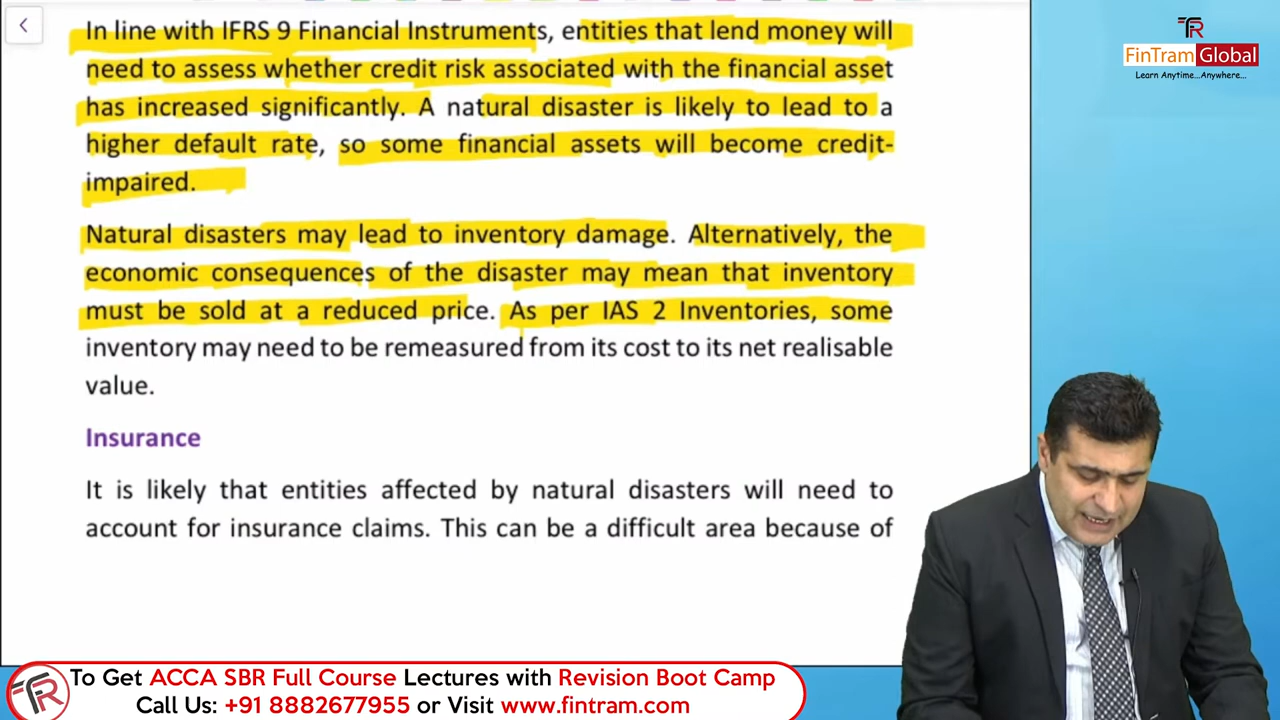 In line with IFRS 9 Financial Instruments, entities that lend money will
need to assess whether credit risk associated with the financial asset
has increased significantly. A natural disaster is likely to lead to a
higher default rate, so some financial assets will become credit-
impaired.
Natural disasters may lead to inventory damage. Alternatively, the
economic consequences of the disaster may mean that inventory
must be sold at a reduced price. As per IAS 2 Inventories, some
inventory may need to be remeasured from its cost to its net realisable
value.
Insurance
It is likely that entities affected by natural disasters will need to
account for insurance claims. This can be a difficult area because of
FinTram Global
Learn Anytime...Anywhere...
To Get ACCA SBR Full Course Lectures with Revision Boot Camp
Call Us: +91 8882677955 or Visit www.fintram.com